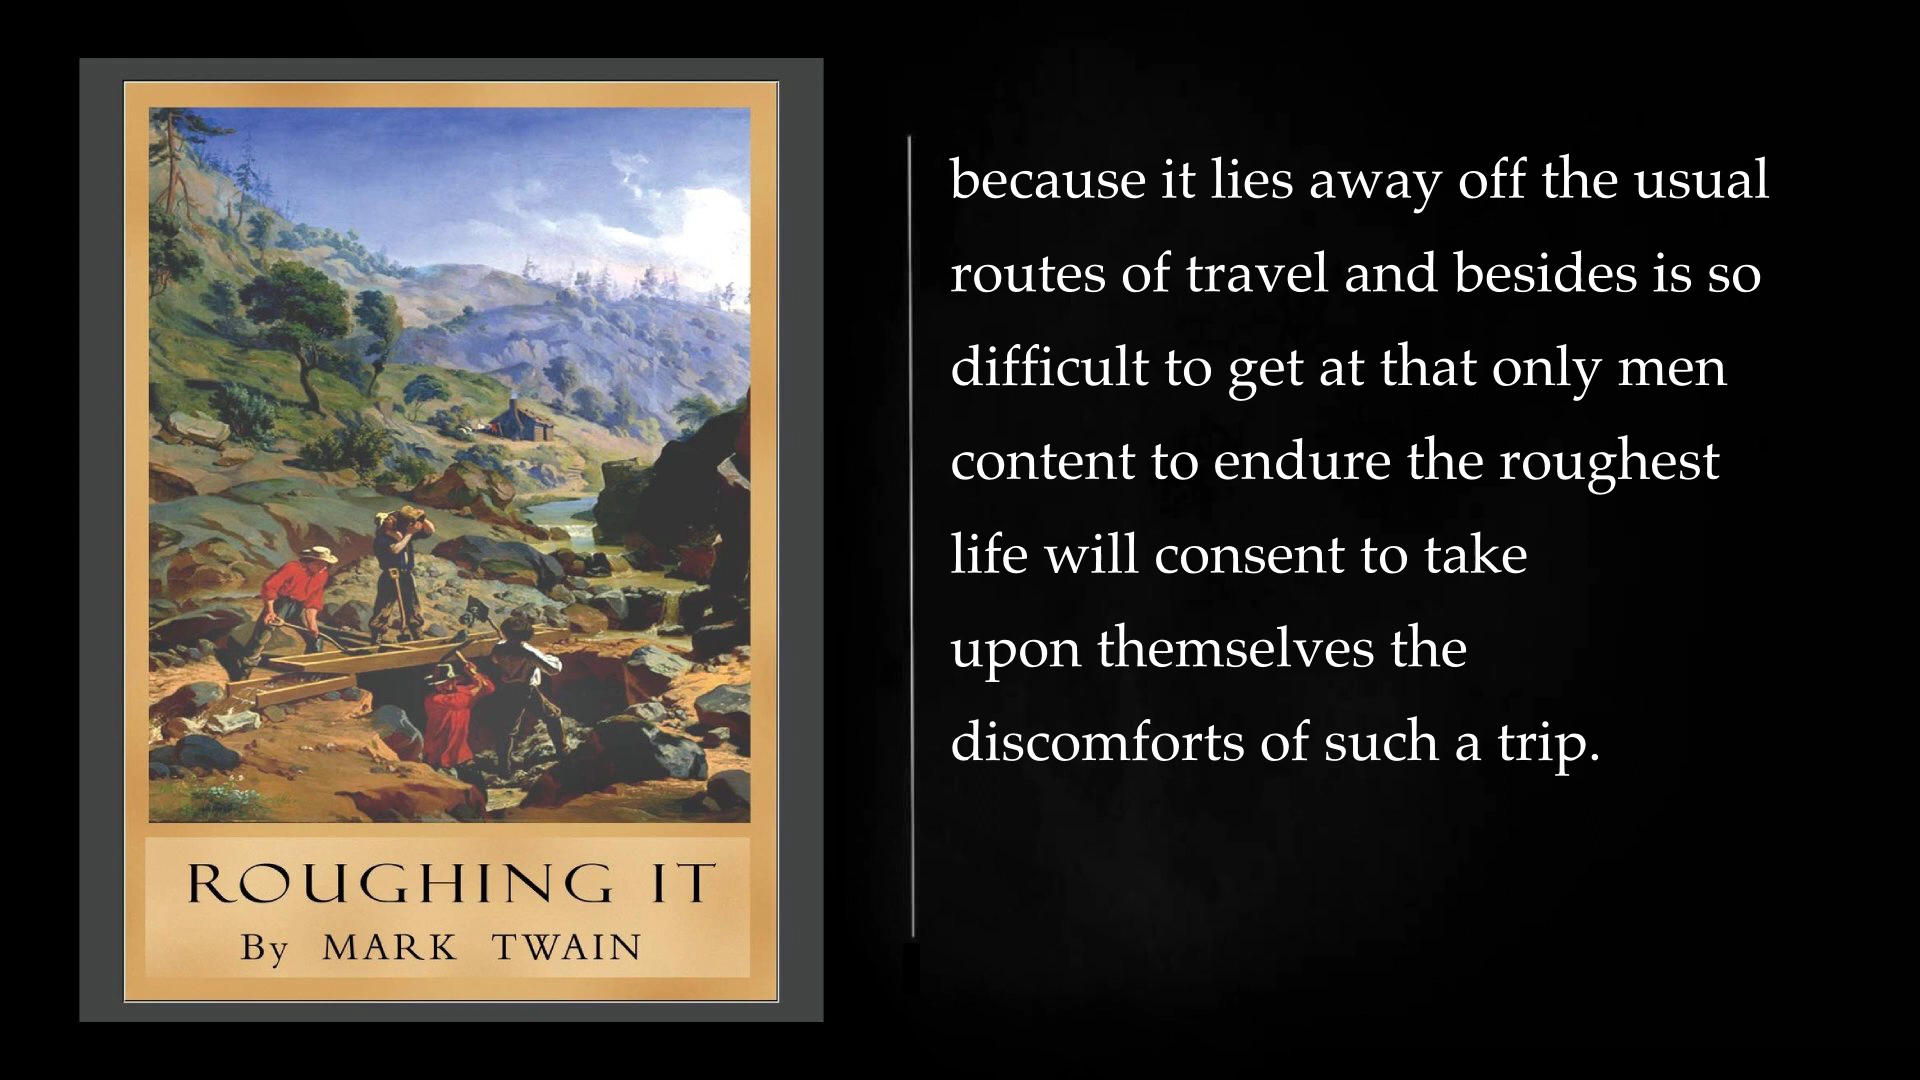 ROUGHING IT
By MARK TWAIN
because it lies away off the usual
routes of travel and besides is so
difficult to get at that only men
content to endure the roughest
life will consent to take
upon themselves the
discomforts of such a trip.